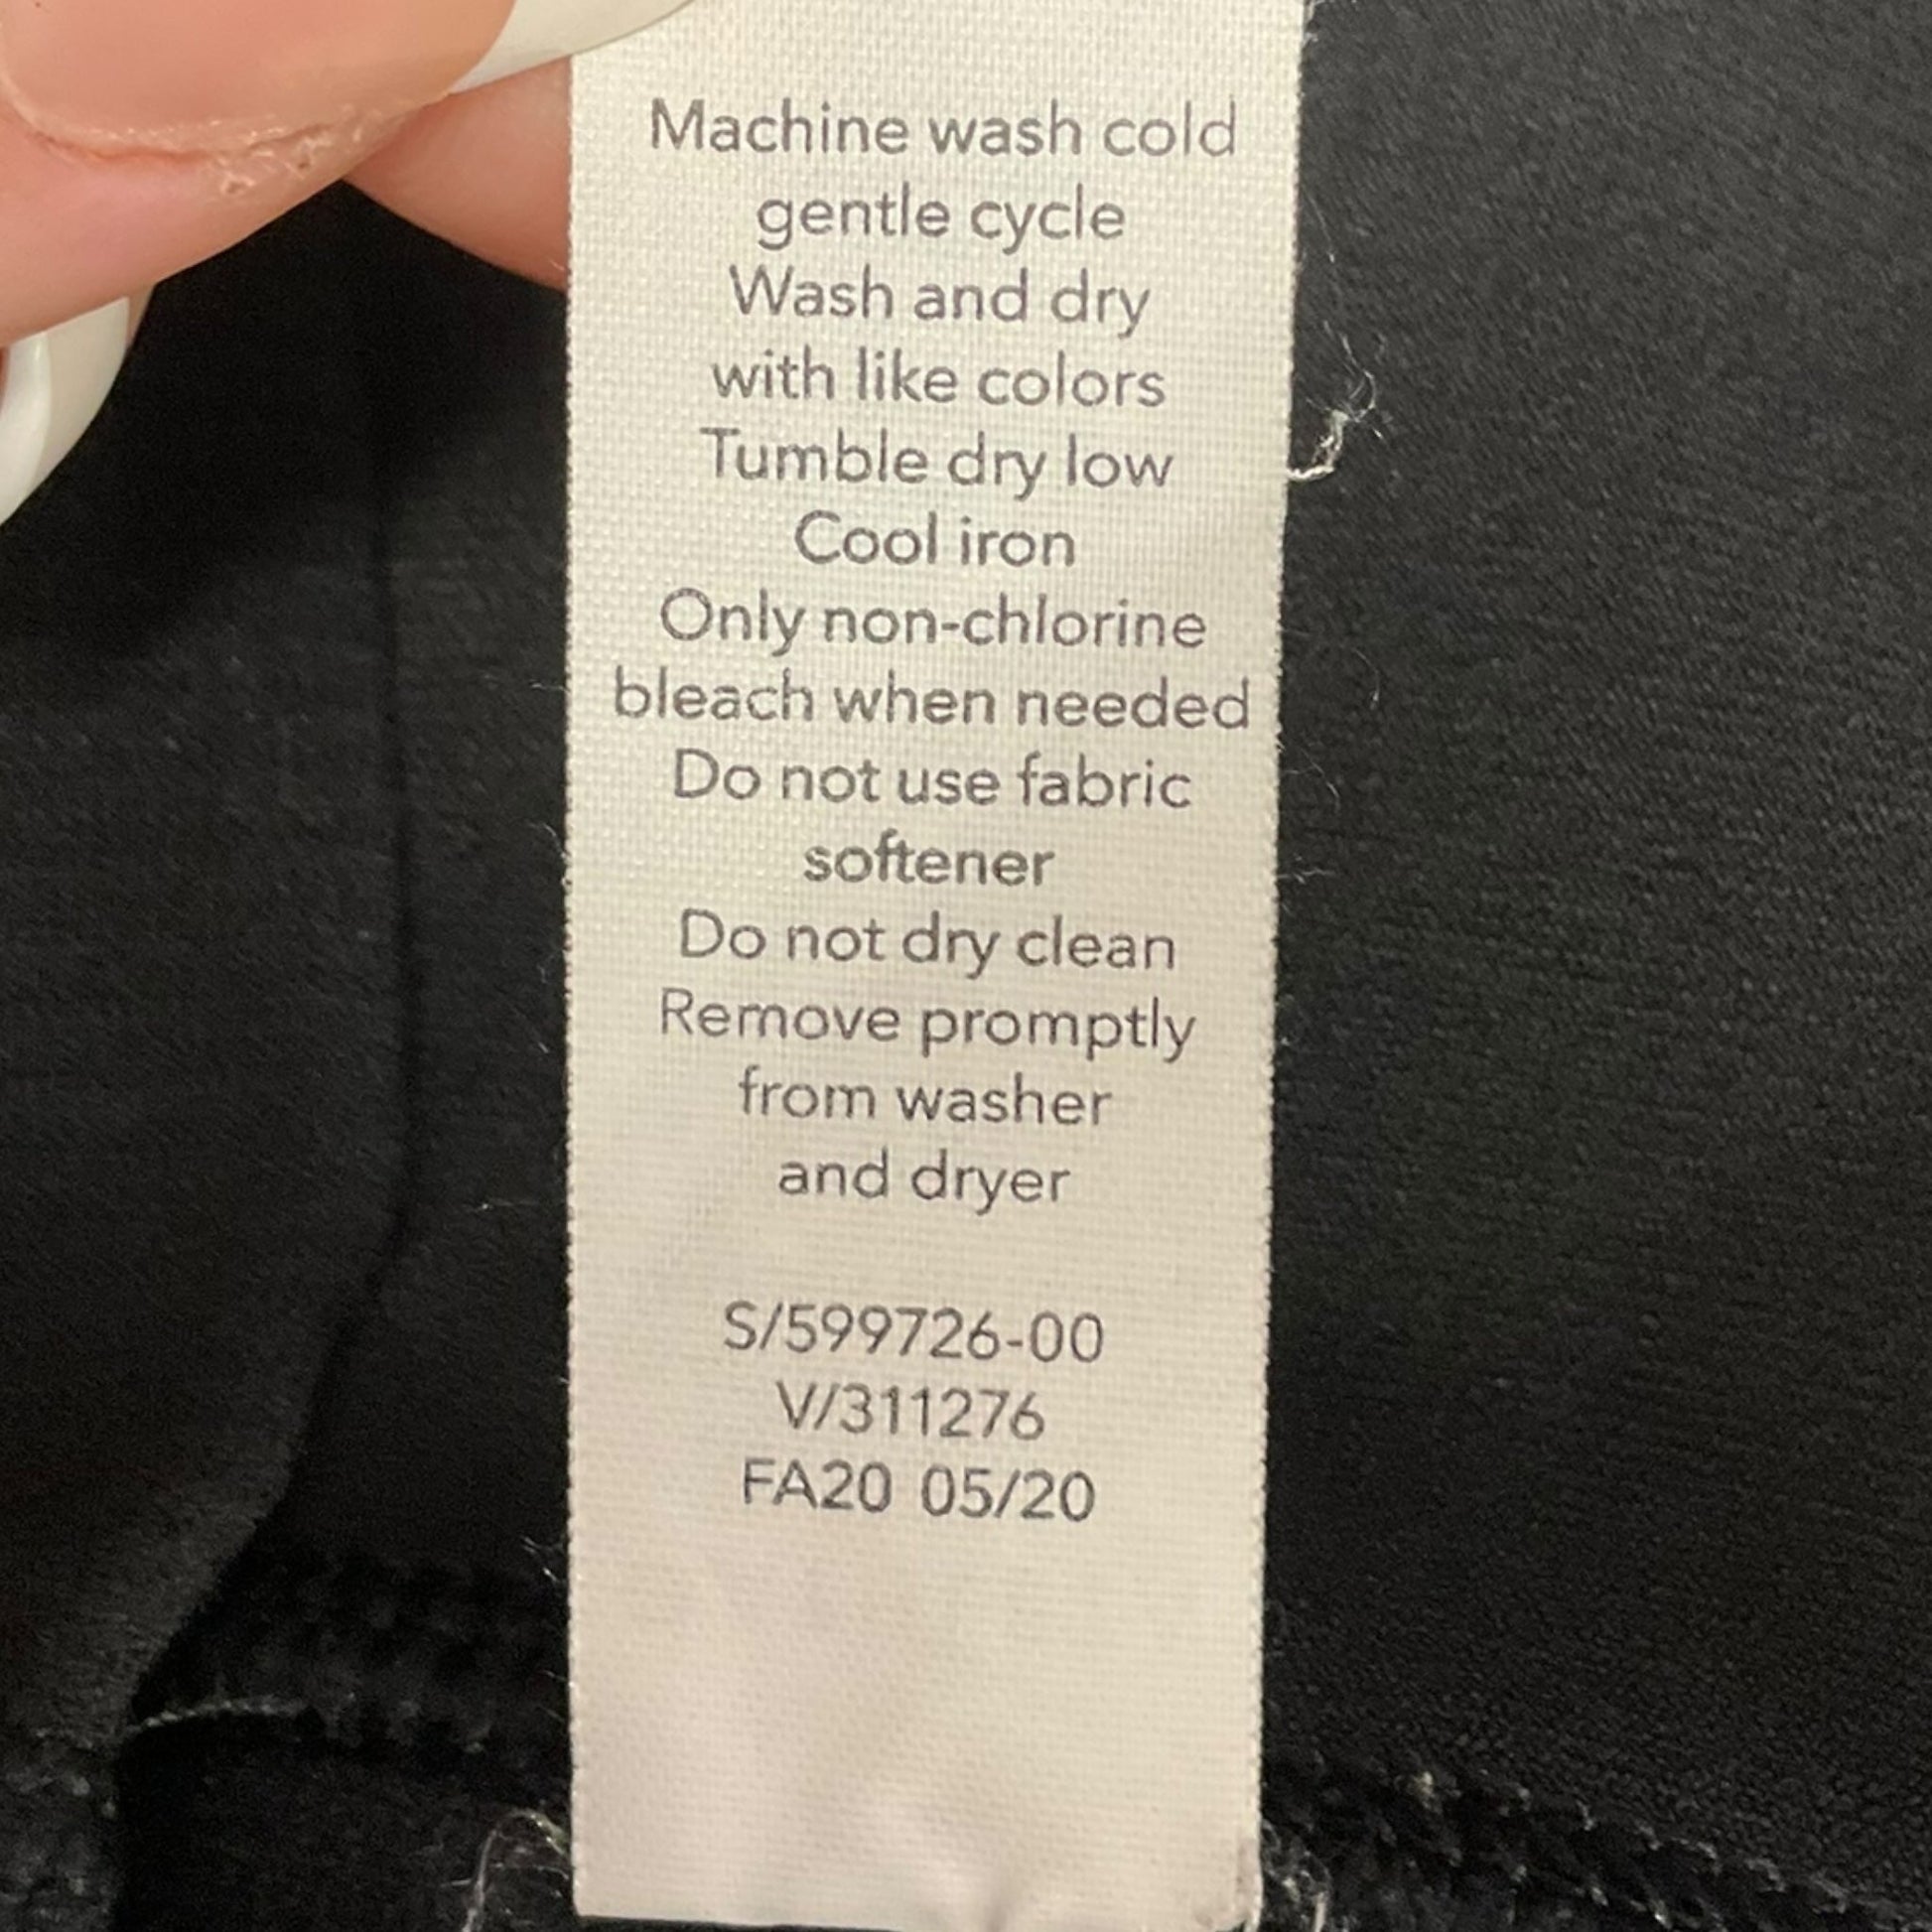 Machine wash cold
gentle cycle
Wash and dry
with like colors
Tumble dry low
Cool iron
Only non-chlorine
bleach when needed
Do not use fabric
softener
Do not dry clean
Remove promptly
from washer
and dryer
S/599726-00
V/311276
FA20 05/20